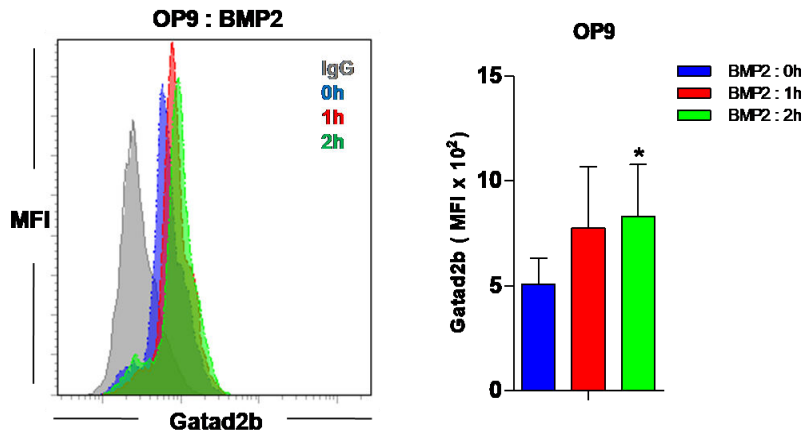 OP9 : BMP2
IgG
0h
1h
2h
MFI
Gatad2b
OP9
15
10
5
0
Gatad2b ( MFI x 10²)
*
BMP2 : 0h
BMP2 : 1h
BMP2 : 2h